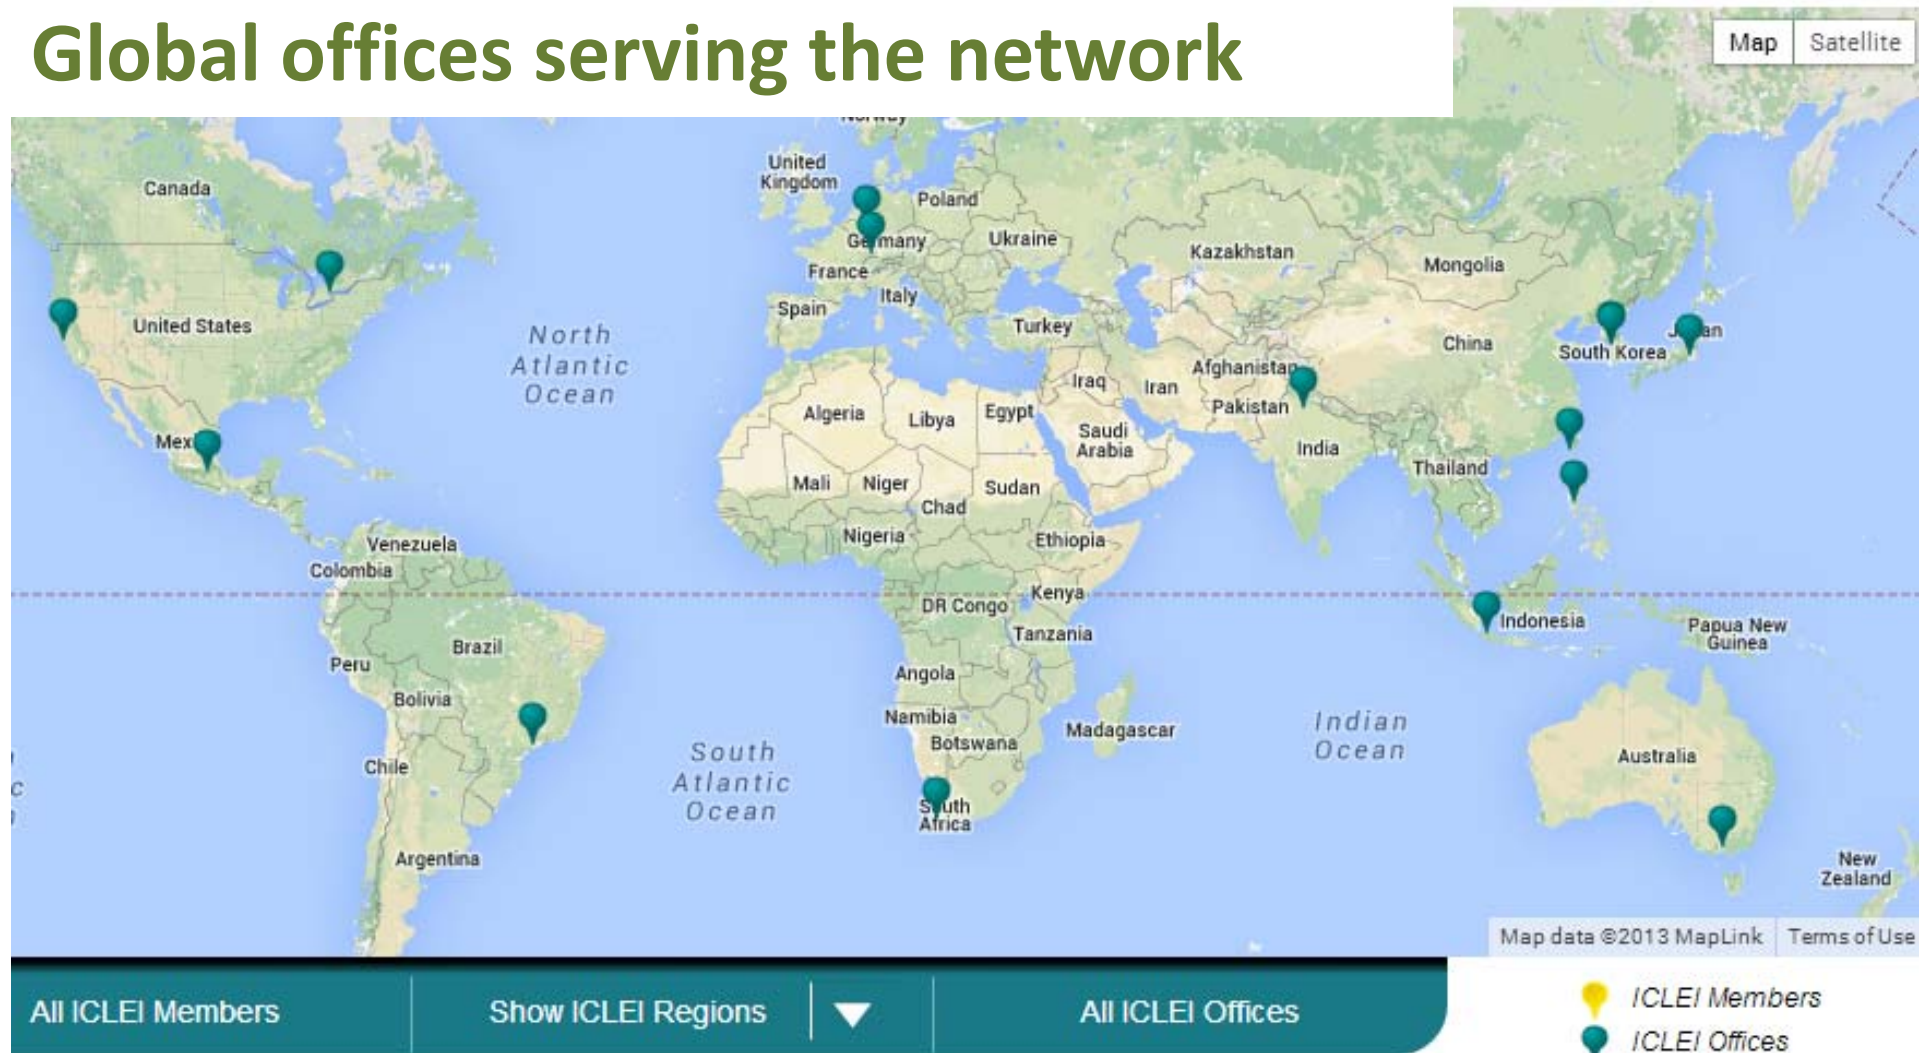 Global offices serving the network
Map
Satellite
Norway
United
Kingdom
Canada
Poland
Germany
Ukraine
Kazakhstan
Mongolia
France
Italy
Spain
United States
North
Atlantic
Ocean
Turkey
China
South Korea
Afghanistan
Iraq
Iran
Pakistan
Algeria
Libya
Egypt
Saudi
Arabia
India
Thailand
Mali
Niger
Sudan
Chad
Nigeria
Ethiopia
Venezuela
Colombia
Kenya
DR Congo
Tanzania
Indonesia
Papua New
Guinea
Brazil
Peru
Angola
Bolivia
Namibia
Botswana
Madagascar
Indian
Ocean
South
Atlantic
Ocean
Chile
Australia
South
Africa
Argentina
New
Zealand
Map data ©2013 MapLink
Terms of Use
All ICLEI Members
Show ICLEI Regions
All ICLEI Offices
ICLEI Members
ICLEI Offices